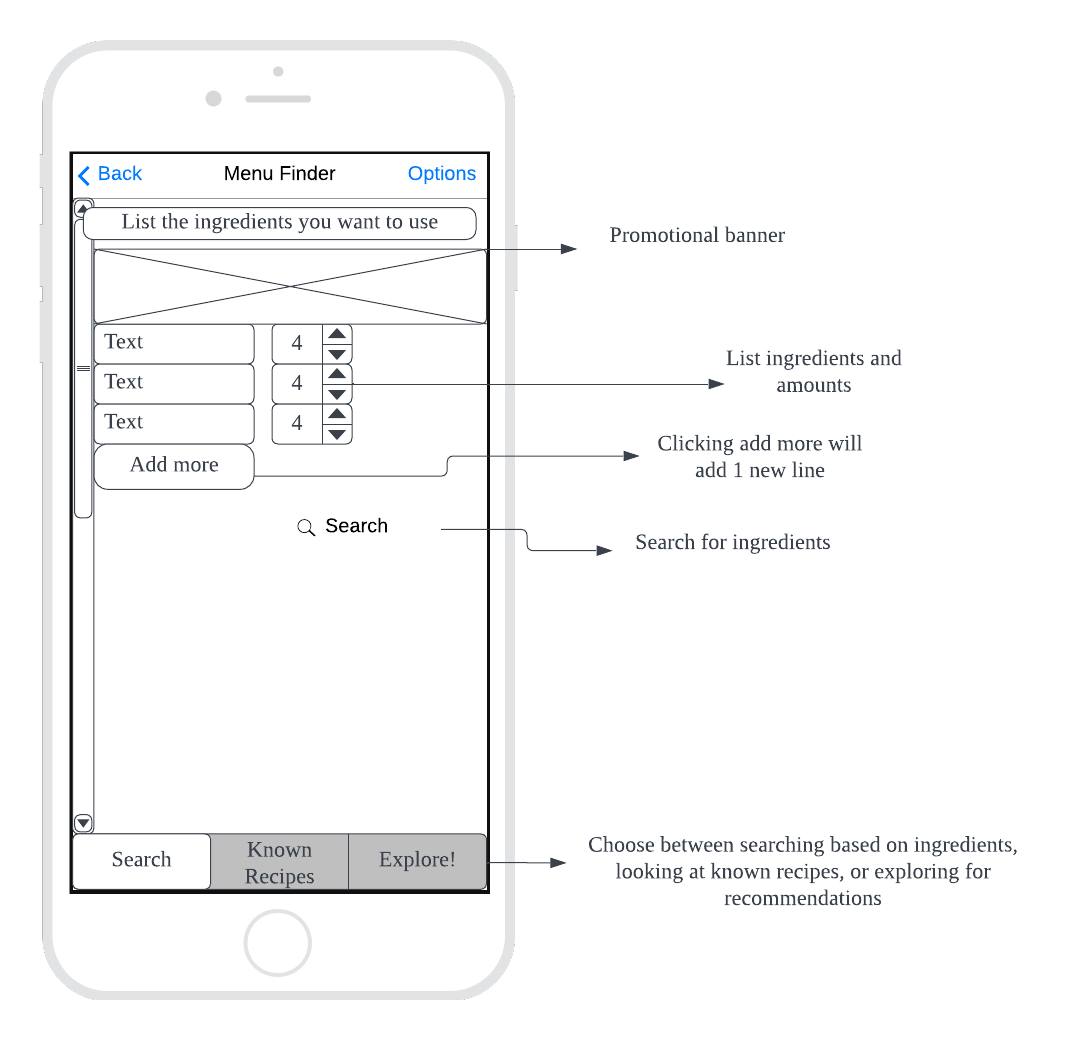 Back Menu Finder Options
List the ingredients you want to use
Promotional banner
Text 4
List ingredients and
amounts
Text 4
Text 4
Clicking add more will
add 1 new line
Add more
Search
Search for ingredients
Search
Known
Recipes
Explore!
Choose between searching based on ingredients,
looking at known recipes, or exploring for
recommendations